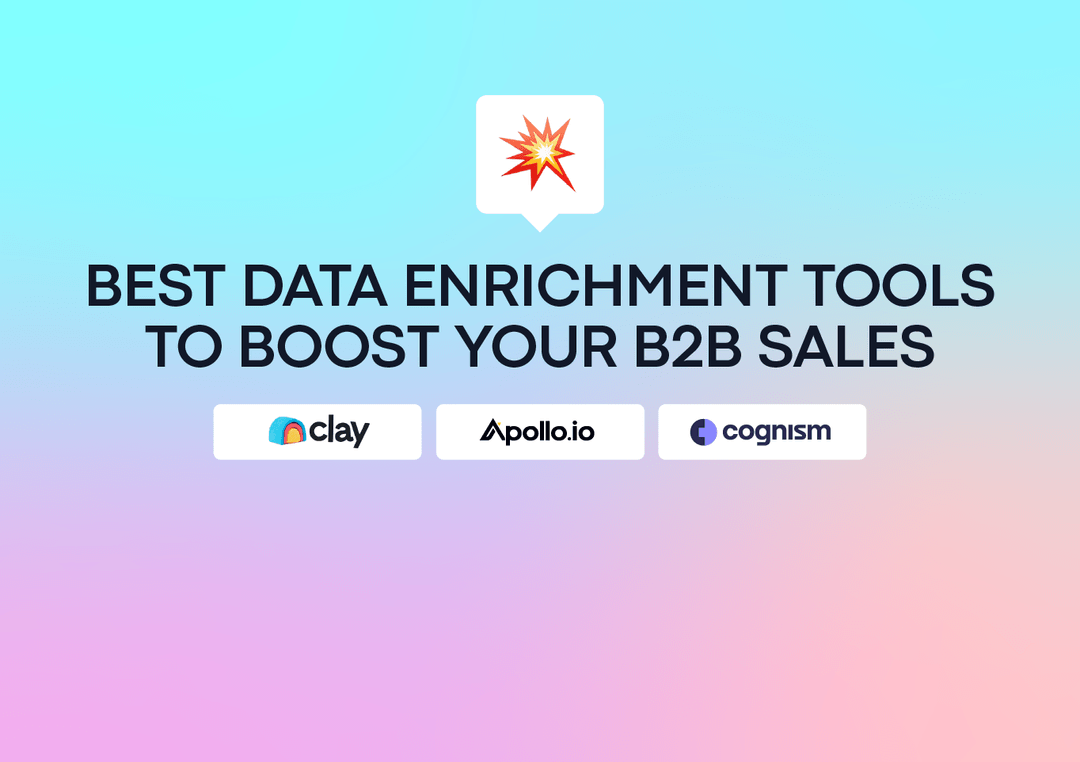 BEST DATA ENRICHMENT TOOLS
TO BOOST YOUR B2B SALES
clay
Apollo.io
cognism